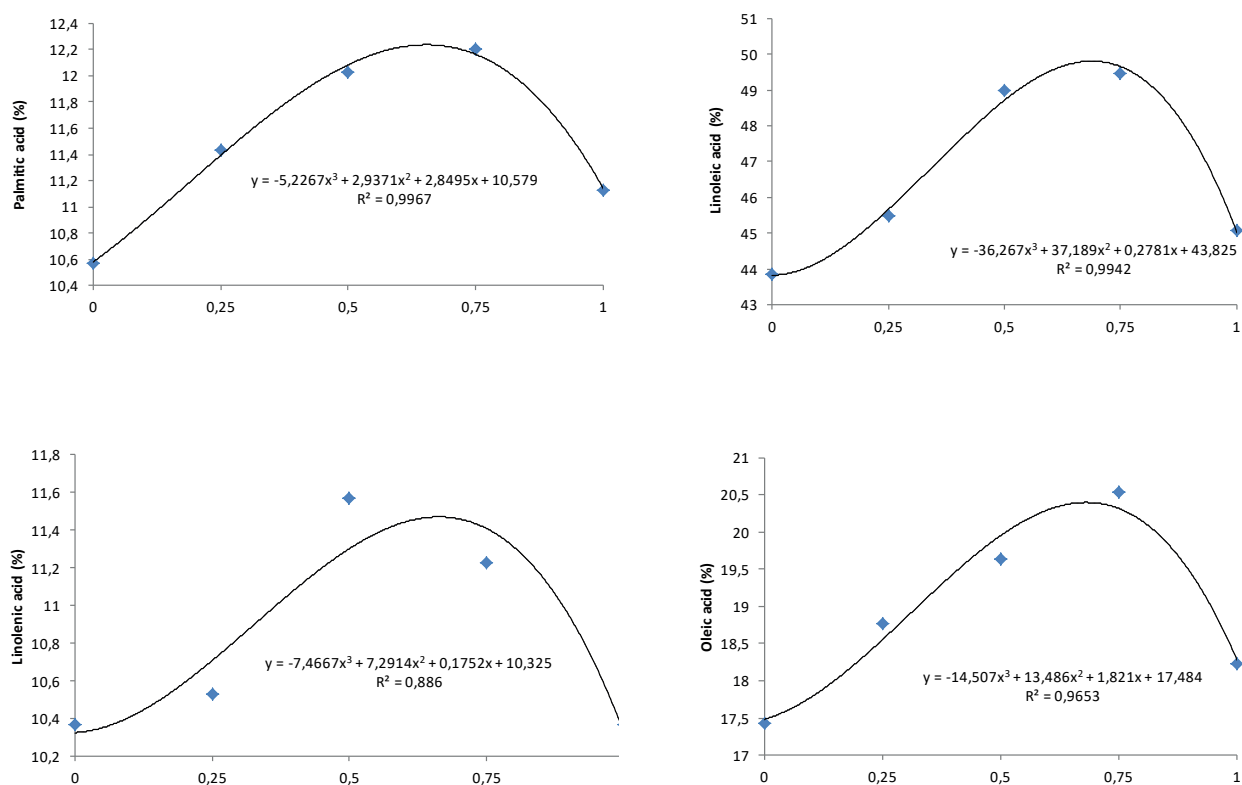 Palmitic acid (%)
12,4
12,2
12
11,8
11,6
11,4
11,2
11
10,8
10,6
10,4
y = -5,2267x³ + 2,9371x² + 2,8495x + 10,579
R² = 0,9967
0 0,25 0,5 0,75 1
Linoleic acid (%)
51
50
49
48
47
46
45
44
43
y = -36,267x³ + 37,189x² + 0,2781x + 43,825
R² = 0,9942
0 0,25 0,5 0,75 1
Linolenic acid (%)
11,8
11,6
11,4
11,2
11
10,8
10,6
10,4
10,2
y = -7,4667x³ + 7,2914x² + 0,1752x + 10,325
R² = 0,886
0 0,25 0,5 0,75
Oleic acid (%)
21
20,5
20
19,5
19
18,5
18
17,5
17
y = -14,507x³ + 13,486x² + 1,821x + 17,484
R² = 0,9653
0 0,25 0,5 0,75 1